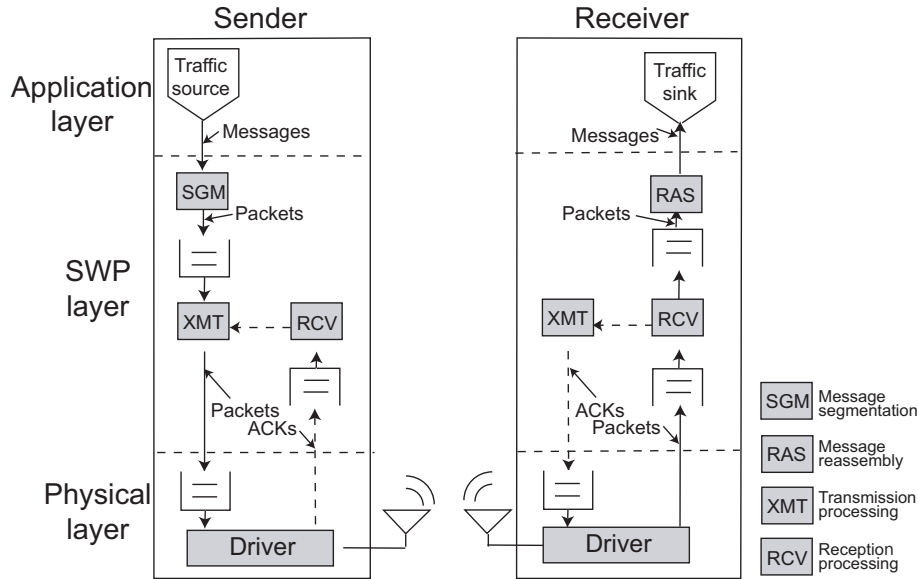 Sender
Receiver
Application
layer
Traffic
source
Messages
Traffic
sink
Messages
SWP
layer
SGM
Packets
XMT
RCV
Packets
ACKs
RAS
Packets
XMT
RCV
ACKs
Packets
Physical
layer
Driver
Driver
SGM
Message
segmentation
RAS
Message
reassembly
XMT
Transmission
processing
RCV
Reception
processing